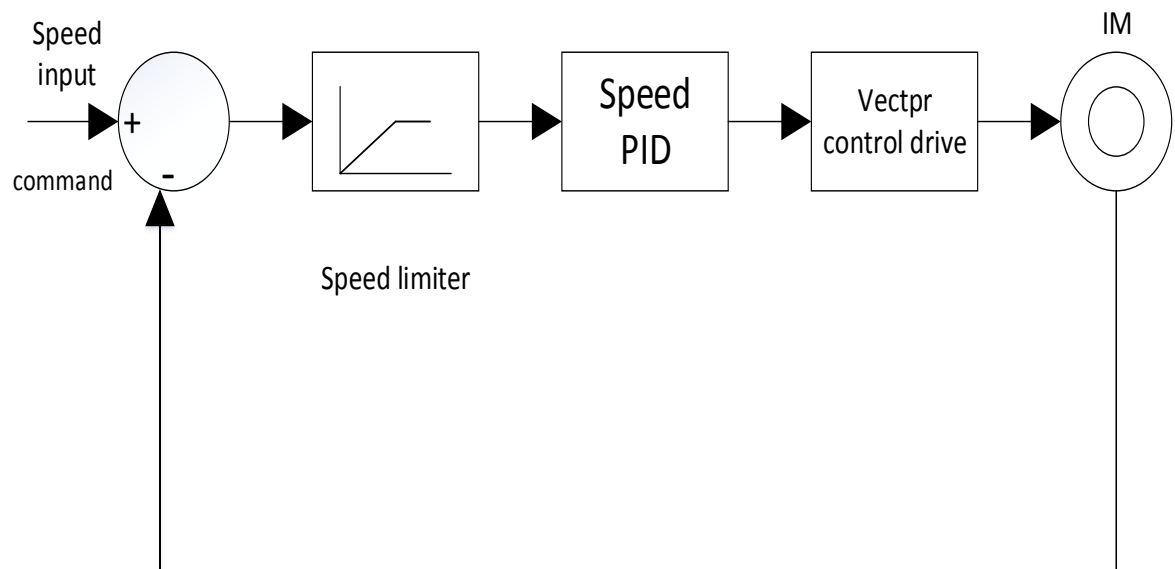 Speed
input
command
+
-
Speed limiter
Speed
PID
Vectpr
control drive
IM